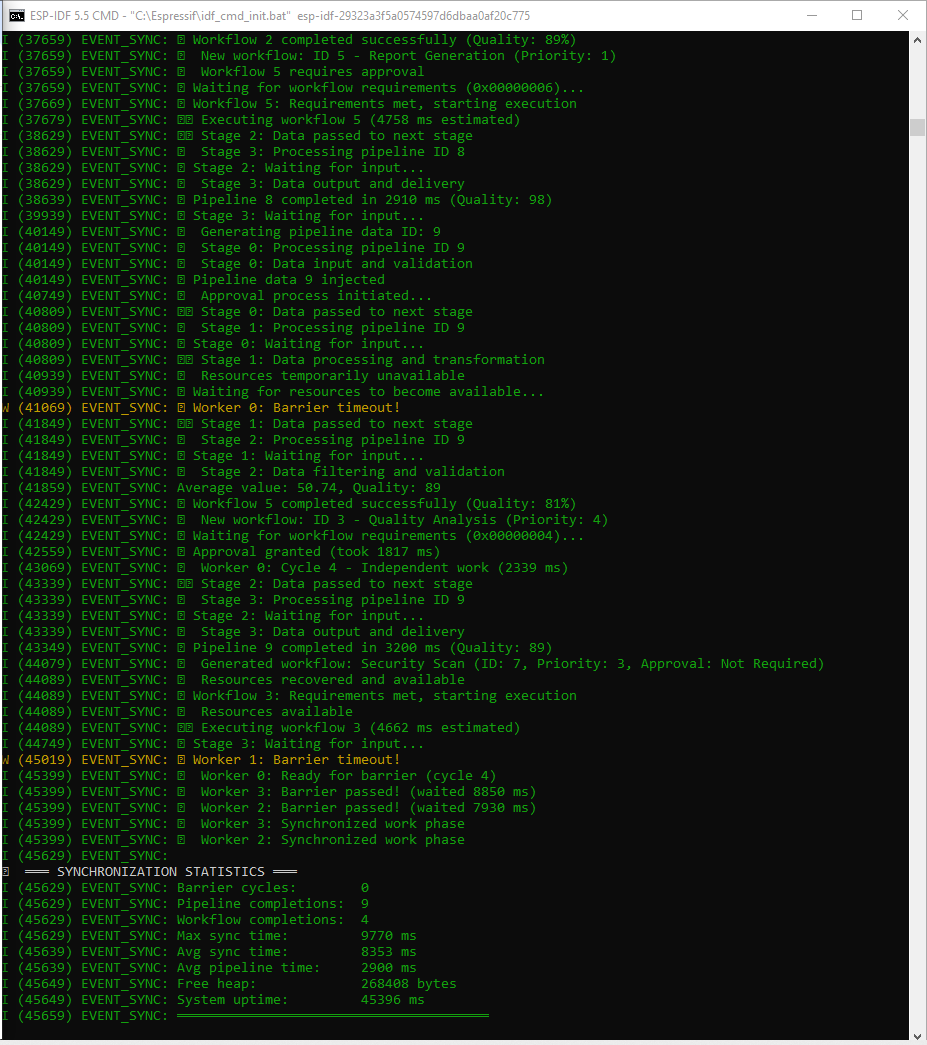 ESP-IDF 5.5 CMD - "C:\Espressif\idf_cmd_init.bat" esp-idf-29323a3f5a0574597d6dbaa0af20c775
I (37659) EVENT_SYNC: Workflow 2 completed successfully (Quality: 89%)
I (37659) EVENT_SYNC: New workflow: ID 5 - Report Generation (Priority: 1)
I (37659) EVENT_SYNC: Workflow 5 requires approval
I (37659) EVENT_SYNC: Waiting for workflow requirements (0x00000006)...
I (37669) EVENT_SYNC: Workflow 5: Requirements met, starting execution
I (37679) EVENT_SYNC: Executing workflow 5 (4758 ms estimated)
I (38629) EVENT_SYNC: Stage 2: Data passed to next stage
I (38629) EVENT_SYNC: Stage 3: Processing pipeline ID 8
I (38629) EVENT_SYNC: Stage 2: Waiting for input...
I (38629) EVENT_SYNC: Stage 3: Data output and delivery
I (38639) EVENT_SYNC: Pipeline 8 completed in 2910 ms (Quality: 98)
I (39939) EVENT_SYNC: Stage 3: Waiting for input...
I (40149) EVENT_SYNC: Generating pipeline data ID: 9
I (40149) EVENT_SYNC: Stage 0: Processing pipeline ID 9
I (40149) EVENT_SYNC: Stage 0: Data input and validation
I (40149) EVENT_SYNC: Pipeline data 9 injected
I (40749) EVENT_SYNC: Approval process initiated...
I (40809) EVENT_SYNC: Stage 0: Data passed to next stage
I (40809) EVENT_SYNC: Stage 1: Processing pipeline ID 9
I (40809) EVENT_SYNC: Stage 0: Waiting for input...
I (40809) EVENT_SYNC: Stage 1: Data processing and transformation
I (40939) EVENT_SYNC: Resources temporarily unavailable
I (40939) EVENT_SYNC: Waiting for resources to become available...
W (41069) EVENT_SYNC: Worker 0: Barrier timeout!
I (41849) EVENT_SYNC: Stage 1: Data passed to next stage
I (41849) EVENT_SYNC: Stage 2: Processing pipeline ID 9
I (41849) EVENT_SYNC: Stage 1: Waiting for input...
I (41849) EVENT_SYNC: Stage 2: Data filtering and validation
I (41859) EVENT_SYNC: Average value: 50.74, Quality: 89
I (42429) EVENT_SYNC: Workflow 5 completed successfully (Quality: 81%)
I (42429) EVENT_SYNC: New workflow: ID 3 - Quality Analysis (Priority: 4)
I (42429) EVENT_SYNC: Waiting for workflow requirements (0x00000004)...
I (42559) EVENT_SYNC: Approval granted (took 1817 ms)
I (43069) EVENT_SYNC: Worker 0: Cycle 4 - Independent work (2339 ms)
I (43339) EVENT_SYNC: Stage 2: Data passed to next stage
I (43339) EVENT_SYNC: Stage 3: Processing pipeline ID 9
I (43339) EVENT_SYNC: Stage 2: Waiting for input...
I (43339) EVENT_SYNC: Stage 3: Data output and delivery
I (43349) EVENT_SYNC: Pipeline 9 completed in 3200 ms (Quality: 89)
I (44079) EVENT_SYNC: Generated workflow: Security Scan (ID: 7, Priority: 3, Approval: Not Required)
I (44089) EVENT_SYNC: Resources recovered and available
I (44089) EVENT_SYNC: Workflow 3: Requirements met, starting execution
I (44089) EVENT_SYNC: Resources available
I (44089) EVENT_SYNC: Executing workflow 3 (4662 ms estimated)
I (44749) EVENT_SYNC: Stage 3: Waiting for input...
W (45019) EVENT_SYNC: Worker 1: Barrier timeout!
I (45399) EVENT_SYNC: Worker 0: Ready for barrier (cycle 4)
I (45399) EVENT_SYNC: Worker 3: Barrier passed! (waited 8850 ms)
I (45399) EVENT_SYNC: Worker 2: Barrier passed! (waited 7930 ms)
I (45399) EVENT_SYNC: Worker 3: Synchronized work phase
I (45399) EVENT_SYNC: Worker 2: Synchronized work phase
I (45629) EVENT_SYNC:
═══ SYNCHRONIZATION STATISTICS ═══
I (45629) EVENT_SYNC: Barrier cycles: 0
I (45629) EVENT_SYNC: Pipeline completions: 9
I (45629) EVENT_SYNC: Workflow completions: 4
I (45629) EVENT_SYNC: Max sync time: 9770 ms
I (45639) EVENT_SYNC: Avg sync time: 8353 ms
I (45639) EVENT_SYNC: Avg pipeline time: 2900 ms
I (45649) EVENT_SYNC: Free heap: 268408 bytes
I (45649) EVENT_SYNC: System uptime: 45396 ms
I (45659) EVENT_SYNC: ═══════════════════════════════════════